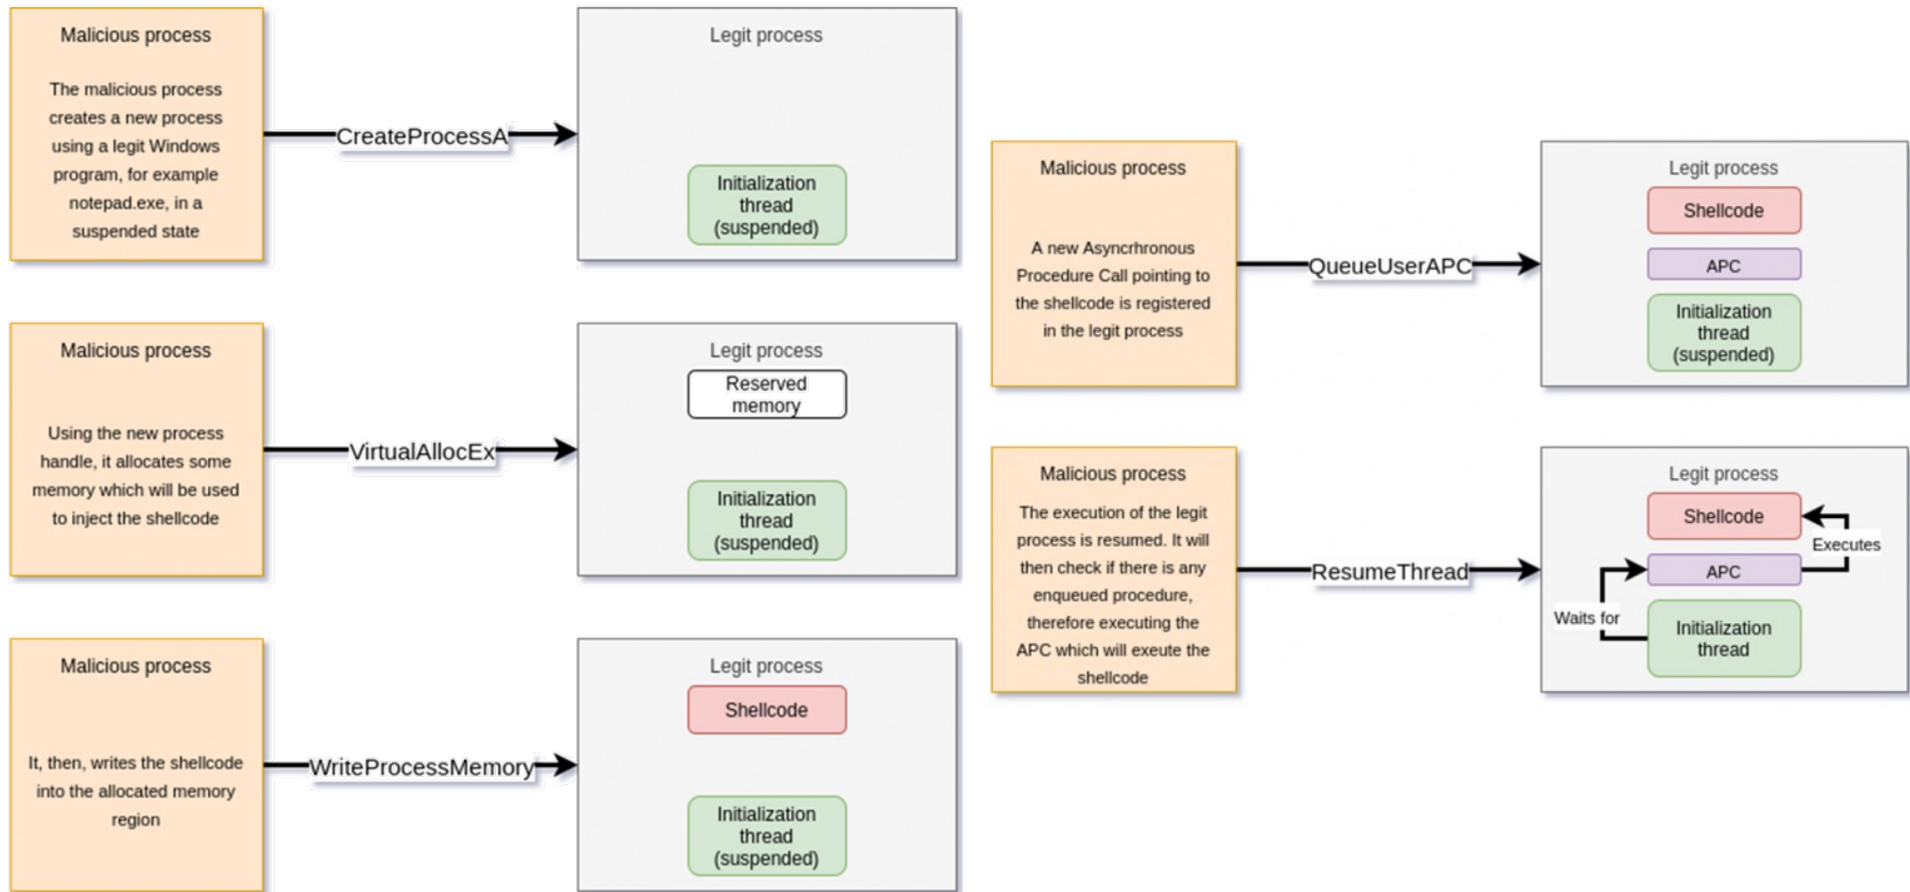 Malicious process
The malicious process
creates a new process
using a legit Windows
program, for example
notepad.exe, in a
suspended state
CreateProcessA
Legit process
Initialization
thread
(suspended)
Malicious process
Using the new process
handle, it allocates some
memory which will be used
to inject the shellcode
VirtualAllocEx
Legit process
Reserved
memory
Initialization
thread
(suspended)
Malicious process
It, then, writes the shellcode
into the allocated memory
region
WriteProcessMemory
Legit process
Shellcode
Initialization
thread
(suspended)
Malicious process
A new Asyncrhronous
Procedure Call pointing to
the shellcode is registered
in the legit process
QueueUserAPC
Legit process
Shellcode
APC
Initialization
thread
(suspended)
Malicious process
The execution of the legit
process is resumed. It will
then check if there is any
enqueued procedure,
therefore executing the
APC which will exeute the
shellcode
ResumeThread
Legit process
Shellcode
Executes
APC
Waits for
Initialization
thread